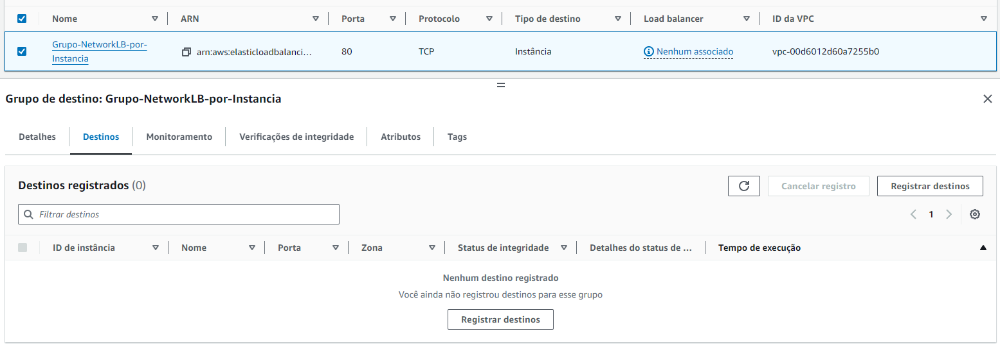 Nome ARN Porta Protocolo Tipo de destino Load balancer ID da VPC
Grupo-NetworkLB-por-
Instancia
arn:aws:elasticloadbalanci... 80 TCP Instância Nenhum associado vpc-00d6012d60a7255b0
Grupo de destino: Grupo-NetworkLB-por-Instancia
Detalhes Destinos Monitoramento Verificações de integridade Atributos Tags
Destinos registrados (0) Cancelar registro Registrar destinos
Filtrar destinos 1
ID de instância Nome Porta Zona Status de integridade Detalhes do status de ... Tempo de execução
Nenhum destino registrado
Você ainda não registrou destinos para esse grupo
Registrar destinos